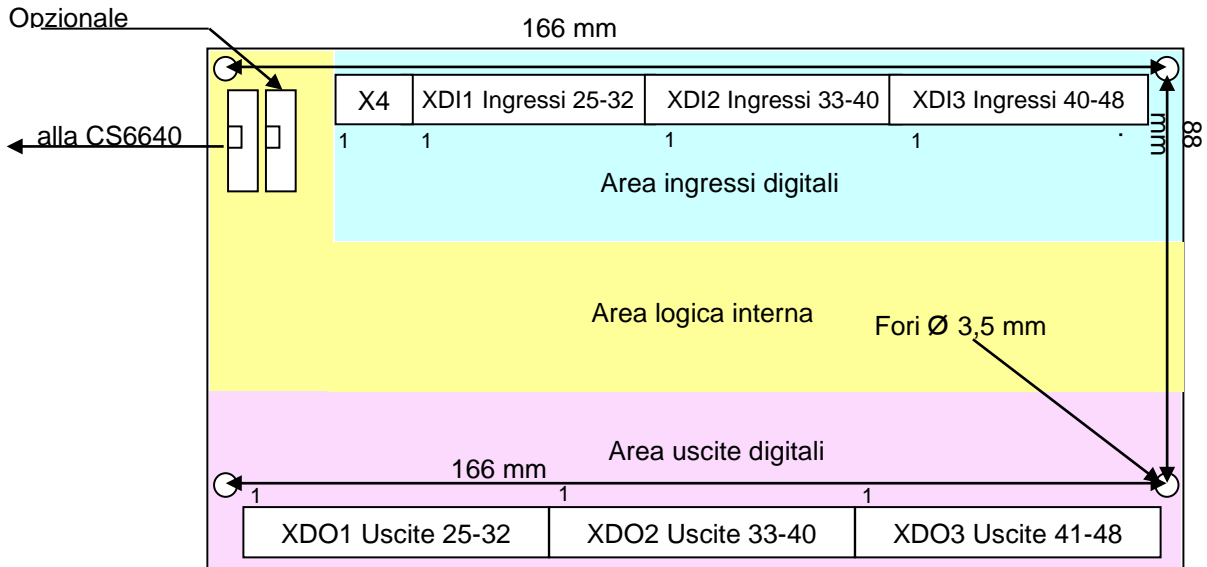 Opzionale
166 mm
X4
XDI1 Ingressi 25-32
XDI2 Ingressi 33-40
XDI3 Ingressi 40-48
88 mm
alla CS6640
1
1
1
1
Area ingressi digitali
Area logica interna
Fori Ø 3,5 mm
Area uscite digitali
166 mm
1
1
1
XDO1 Uscite 25-32
XDO2 Uscite 33-40
XDO3 Uscite 41-48